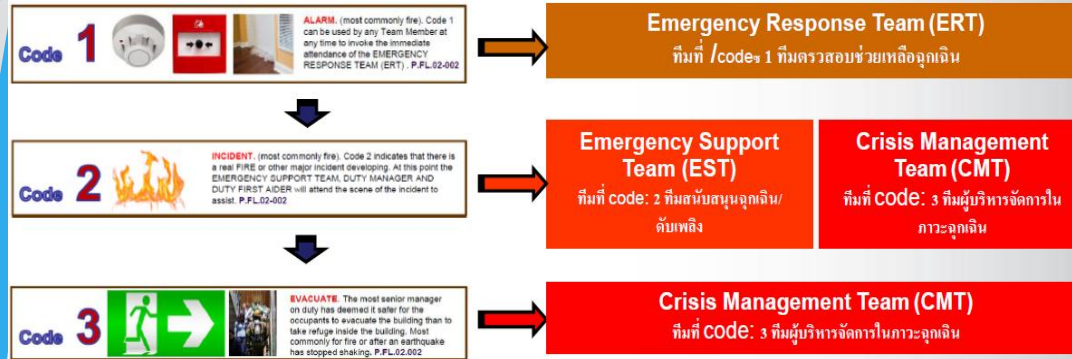 Code 1
ALARM. (most commonly fire). Code 1
can be used by any Team Member at
any time to invoke the immediate
attendance of the EMERGENCY
RESPONSE TEAM (ERT) . P.FL.02-002
Emergency Response Team (ERT)
ทีมที่ /codeฯ 1 ทีมตรวสอบช่วยเหลือฉุกเฉิน
Code 2
INCIDENT. (most commonly fire). Code 2 indicates that there is
a real FIRE or other major incident developing. At this point the
EMERGENCY SUPPORT TEAM, DUTY MANAGER AND
DUTY FIRST AIDER will attend the scene of the incident to
assist. P.FL.02-002
Emergency Support
Team (EST)
ทีมที่ code: 2 ทีมสนับสนุนฉุกเฉิน/
ดับเพลิง
Crisis Management
Team (CMT)
ทีมที่ code: 3 ทีมผู้บริหารจัดการใน
ภาวะฉุกเฉิน
Code 3
EVACUATE. The most senior manager
on duty has deemed it safer for the
occupants to evacuate the building than to
take refuge inside the building. Most
commonly for fire or after an earthquake
has stopped shaking. P.FL.02.002
Crisis Management Team (CMT)
ทีมที่ code: 3 ทีมผู้บริหารจัดการในภาวะฉุกเฉิน